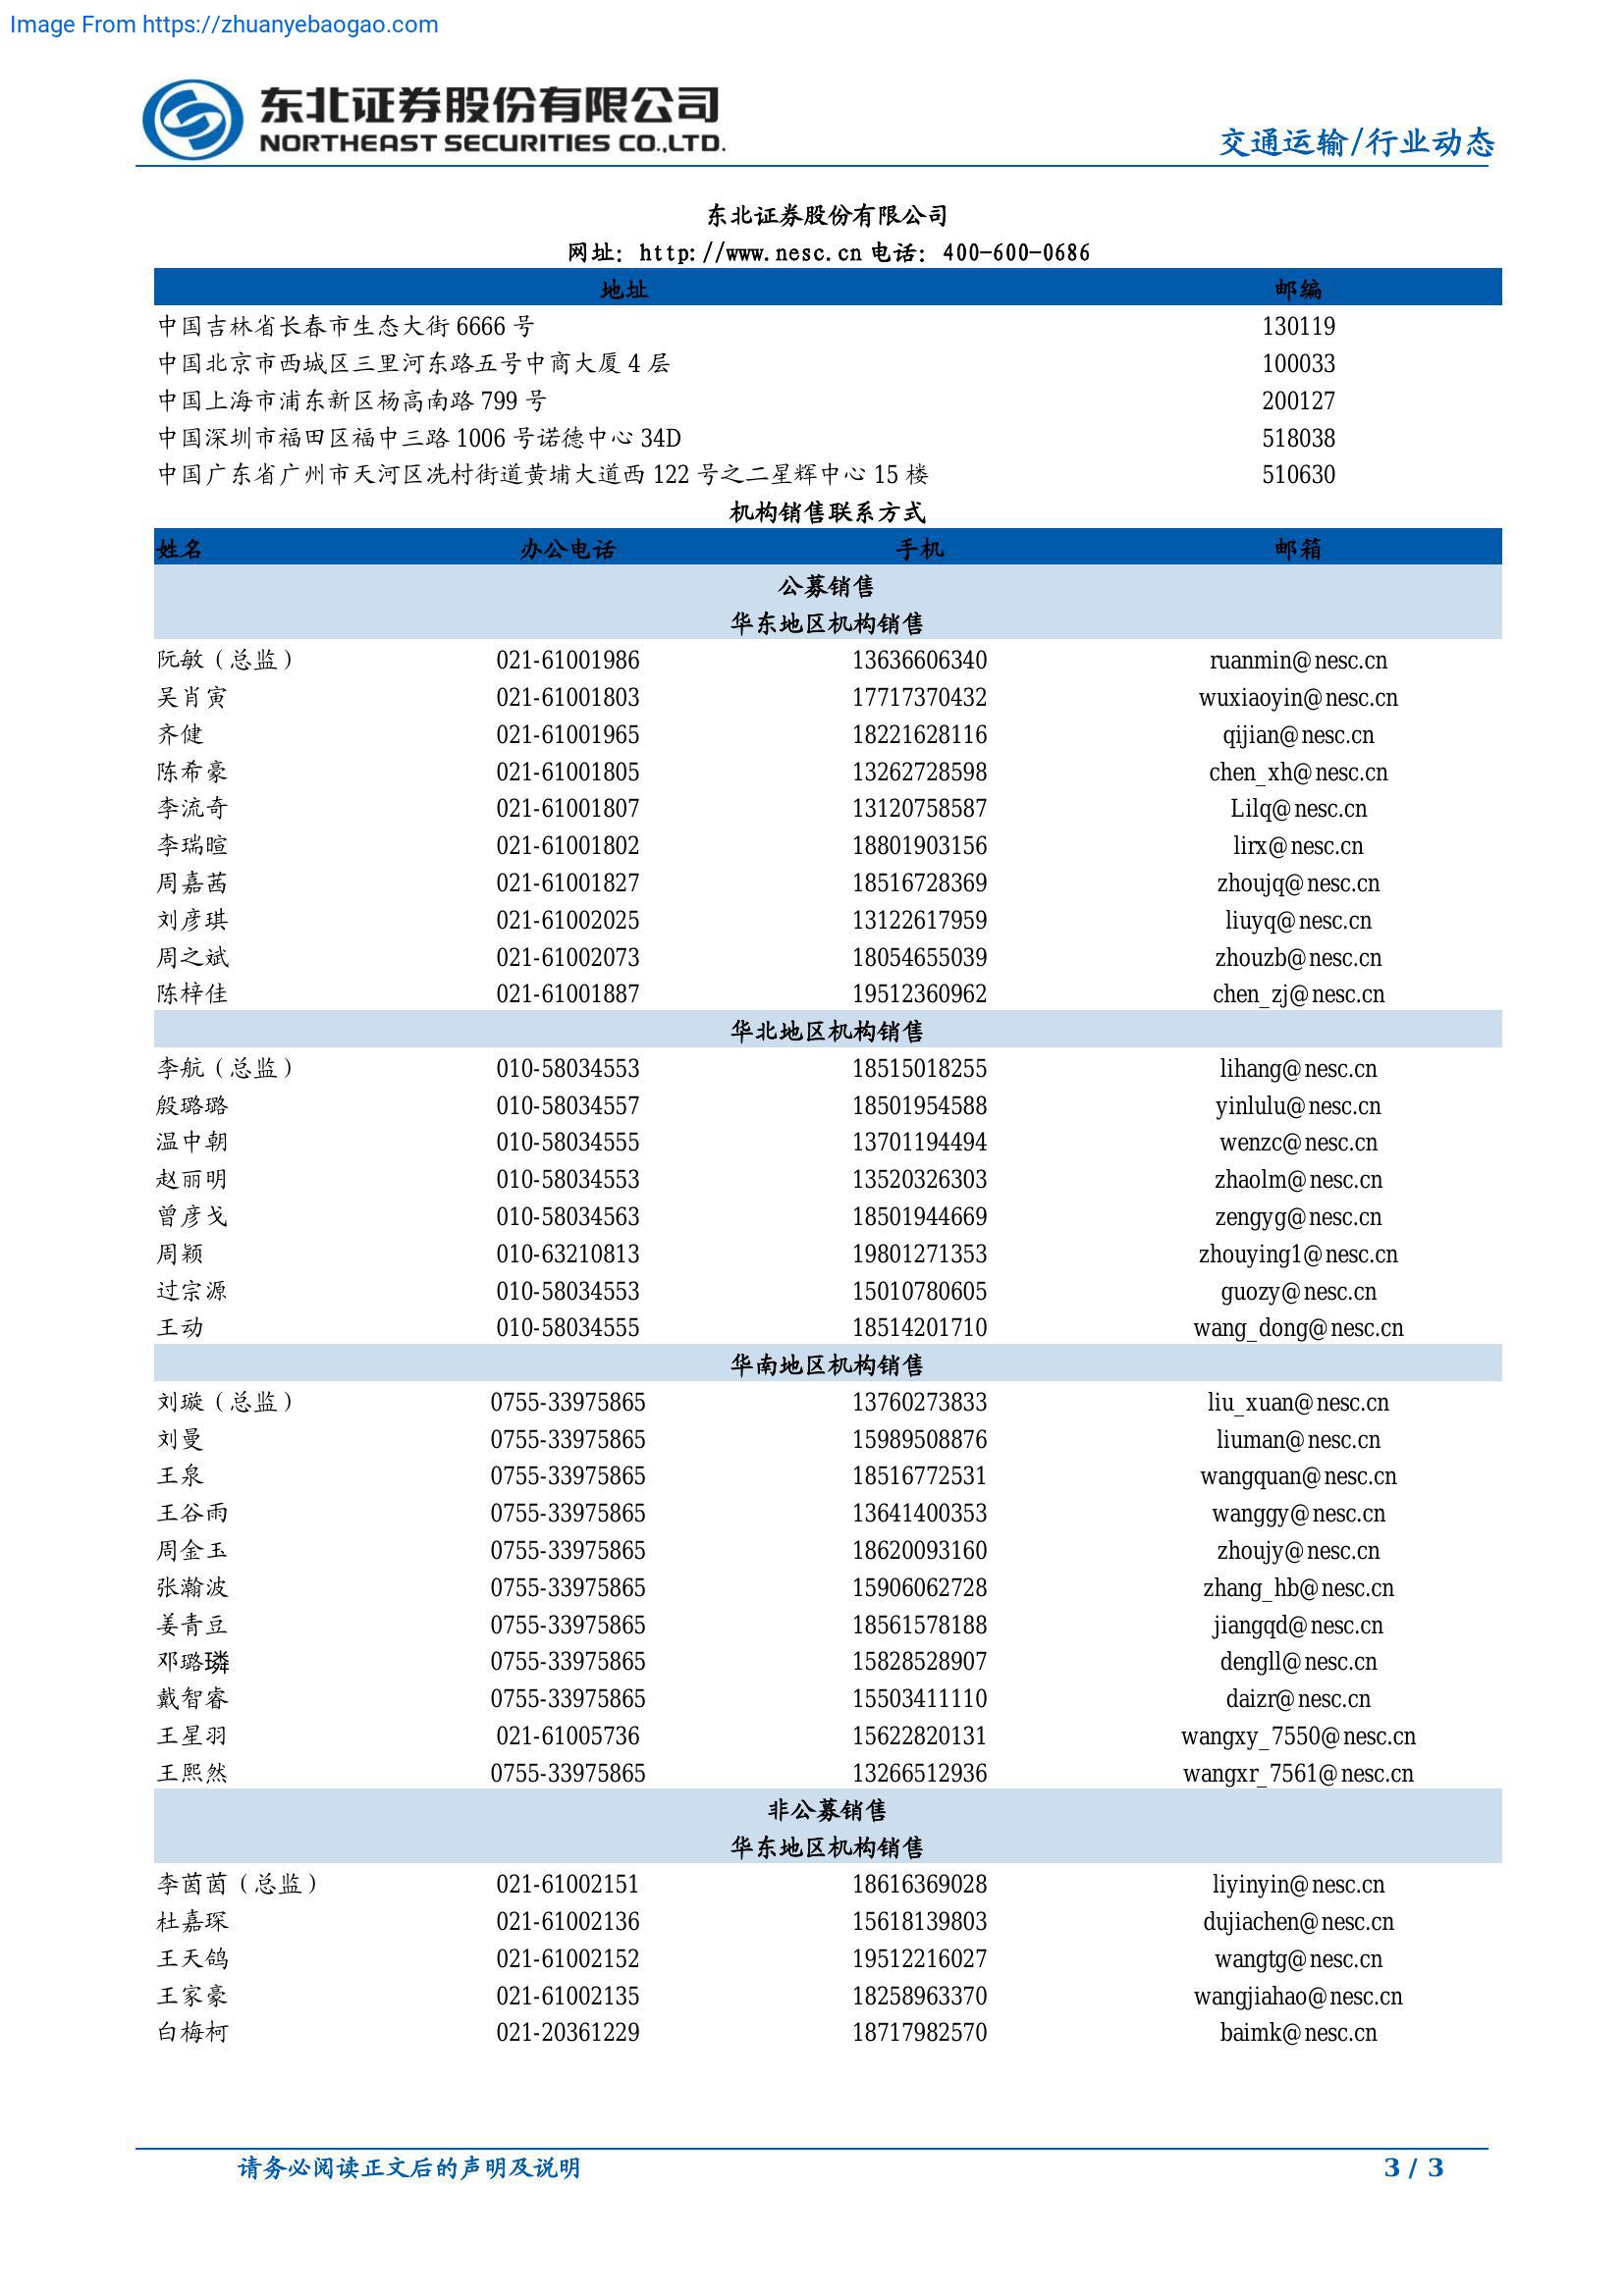 Image From https://zhuanyebaogao.com
东北证券股份有限公司
NORTHEAST SECURITIES CO.,LTD.
交通运输/行业动态
东北证券股份有限公司
网址：http://www.nesc.cn 电话：400-600-0686
地址 邮编
中国吉林省长春市生态大街 6666 号 130119
中国北京市西城区三里河东路五号中商大厦 4 层 100033
中国上海市浦东新区杨高南路 799 号 200127
中国深圳市福田区福中三路 1006 号诺德中心 34D 518038
中国广东省广州市天河区冼村街道黄埔大道西 122 号之二星辉中心 15 楼 510630
机构销售联系方式
姓名 办公电话 手机 邮箱
公募销售
华东地区机构销售
阮敏（总监） 021-61001986 13636606340 ruanmin@nesc.cn
吴肖寅 021-61001803 17717370432 wuxiaoyin@nesc.cn
齐健 021-61001965 18221628116 qijian@nesc.cn
陈希豪 021-61001805 13262728598 chen_xh@nesc.cn
李流奇 021-61001807 13120758587 Lilq@nesc.cn
李瑞暄 021-61001802 18801903156 lirx@nesc.cn
周嘉茜 021-61001827 18516728369 zhoujq@nesc.cn
刘彦琪 021-61002025 13122617959 liuyq@nesc.cn
周之斌 021-61002073 18054655039 zhouzb@nesc.cn
陈梓佳 021-61001887 19512360962 chen_zj@nesc.cn
华北地区机构销售
李航（总监） 010-58034553 18515018255 lihang@nesc.cn
殷璐璐 010-58034557 18501954588 yinlulu@nesc.cn
温中朝 010-58034555 13701194494 wenzc@nesc.cn
赵丽明 010-58034553 13520326303 zhaolm@nesc.cn
曾彦戈 010-58034563 18501944669 zengyg@nesc.cn
周颖 010-63210813 19801271353 zhouying1@nesc.cn
过宗源 010-58034553 15010780605 guozy@nesc.cn
王动 010-58034555 18514201710 wang_dong@nesc.cn
华南地区机构销售
刘璇（总监） 0755-33975865 13760273833 liu_xuan@nesc.cn
刘曼 0755-33975865 15989508876 liuman@nesc.cn
王泉 0755-33975865 18516772531 wangquan@nesc.cn
王谷雨 0755-33975865 13641400353 wanggy@nesc.cn
周金玉 0755-33975865 18620093160 zhoujy@nesc.cn
张瀚波 0755-33975865 15906062728 zhang_hb@nesc.cn
姜青豆 0755-33975865 18561578188 jiangqd@nesc.cn
邓璐璘 0755-33975865 15828528907 dengll@nesc.cn
戴智睿 0755-33975865 15503411110 daizr@nesc.cn
王星羽 021-61005736 15622820131 wangxy_7550@nesc.cn
王熙然 0755-33975865 13266512936 wangxr_7561@nesc.cn
非公募销售
华东地区机构销售
李茵茵（总监） 021-61002151 18616369028 liyinyin@nesc.cn
杜嘉琛 021-61002136 15618139803 dujiachen@nesc.cn
王天鸽 021-61002152 19512216027 wangtg@nesc.cn
王家豪 021-61002135 18258963370 wangjiahao@nesc.cn
白梅柯 021-20361229 18717982570 baimk@nesc.cn
请务必阅读正文后的声明及说明 3 / 3